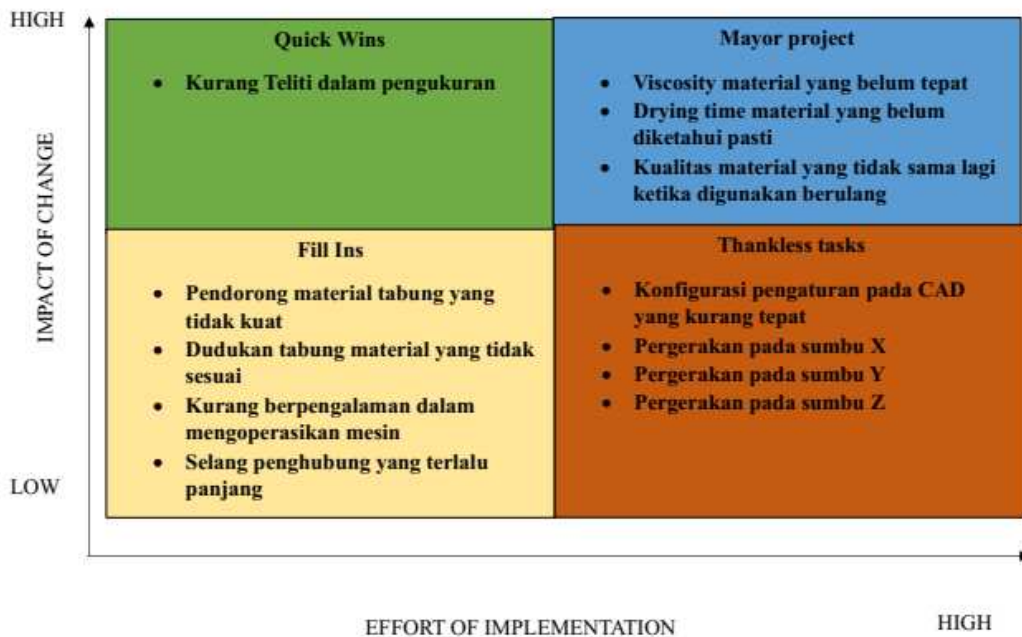 HIGH
IMPACT OF CHANGE
LOW
Quick Wins
• Kurang Teliti dalam pengukuran
Mayor project
• Viscosity material yang belum tepat
• Drying time material yang belum
diketahui pasti
• Kualitas material yang tidak sama lagi
ketika digunakan berulang
Fill Ins
• Pendorong material tabung yang
tidak kuat
• Dudukan tabung material yang tidak
sesuai
• Kurang berpengalaman dalam
mengoperasikan mesin
• Selang penghubung yang terlalu
panjang
Thankless tasks
• Konfigurasi pengaturan pada CAD
yang kurang tepat
• Pergerakan pada sumbu X
• Pergerakan pada sumbu Y
• Pergerakan pada sumbu Z
EFFORT OF IMPLEMENTATION
HIGH